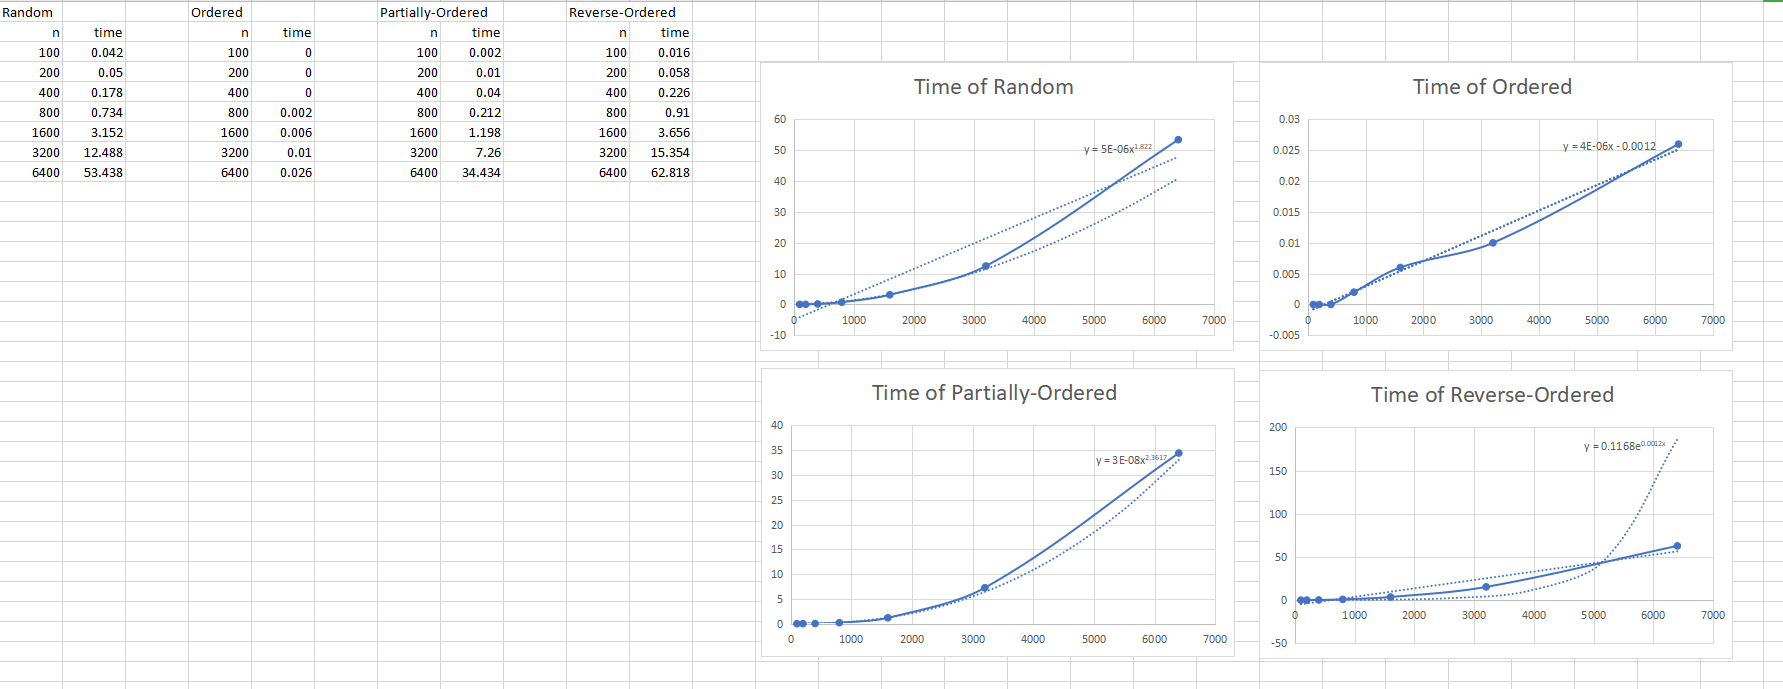 Random Ordered Partially-Ordered Reverse-Ordered
n time n time n time n time
100 0.042 100 0 100 0.002 100 0.016
200 0.05 200 0 200 0.01 200 0.058
400 0.178 400 0 400 0.04 400 0.226
800 0.734 800 0.002 800 0.212 800 0.91
1600 3.152 1600 0.006 1600 1.198 1600 3.656
3200 12.488 3200 0.01 3200 7.26 3200 15.354
6400 53.438 6400 0.026 6400 34.434 6400 62.818
Time of Random
60
50
40
30
20
10
0
-10
y = 5E-06x^1.822
0 1000 2000 3000 4000 5000 6000 7000
Time of Ordered
0.03
0.025
0.02
0.015
0.01
0.005
0
-0.005
y = 4E-06x - 0.0012
0 1000 2000 3000 4000 5000 6000 7000
Time of Partially-Ordered
40
35
30
25
20
15
10
5
0
y = 3E-08x^2.3617
0 1000 2000 3000 4000 5000 6000 7000
Time of Reverse-Ordered
200
150
100
50
0
-50
y = 0.1168e^0.0012x
0 1000 2000 3000 4000 5000 6000 7000